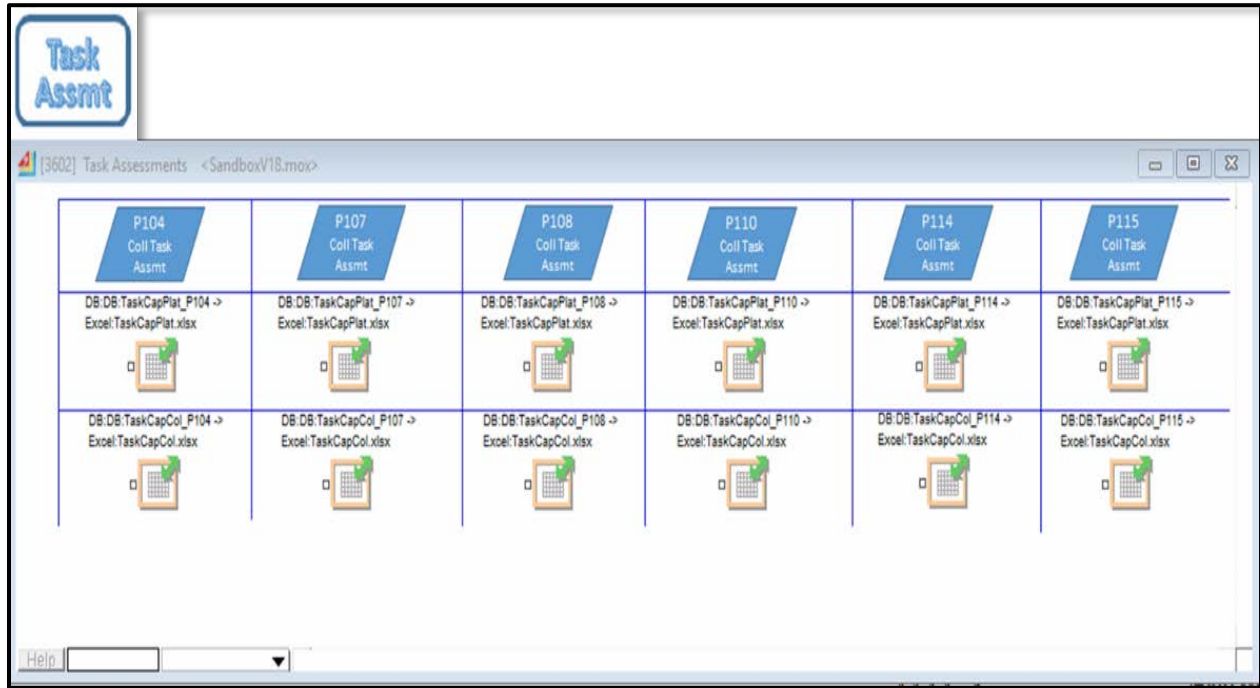 Task
Assmt
[3602] Task Assessments <SandboxV18.mox>
P104
Coll Task
Assmt
P107
Coll Task
Assmt
P108
Coll Task
Assmt
P110
Coll Task
Assmt
P114
Coll Task
Assmt
P115
Coll Task
Assmt
DB:DB:TaskCapPlat_P104 ->
Excel:TaskCapPlat.xlsx
DB:DB:TaskCapPlat_P107 ->
Excel:TaskCapPlat.xlsx
DB:DB:TaskCapPlat_P108 ->
Excel:TaskCapPlat.xlsx
DB:DB:TaskCapPlat_P110 ->
Excel:TaskCapPlat.xlsx
DB:DB:TaskCapPlat_P114 ->
Excel:TaskCapPlat.xlsx
DB:DB:TaskCapPlat_P115 ->
Excel:TaskCapPlat.xlsx
DB:DB:TaskCapCol_P104 ->
Excel:TaskCapCol.xlsx
DB:DB:TaskCapCol_P107 ->
Excel:TaskCapCol.xlsx
DB:DB:TaskCapCol_P108 ->
Excel:TaskCapCol.xlsx
DB:DB:TaskCapCol_P110 ->
Excel:TaskCapCol.xlsx
DB:DB:TaskCapCol_P114 ->
Excel:TaskCapCol.xlsx
DB:DB:TaskCapCol_P115 ->
Excel:TaskCapCol.xlsx
Help